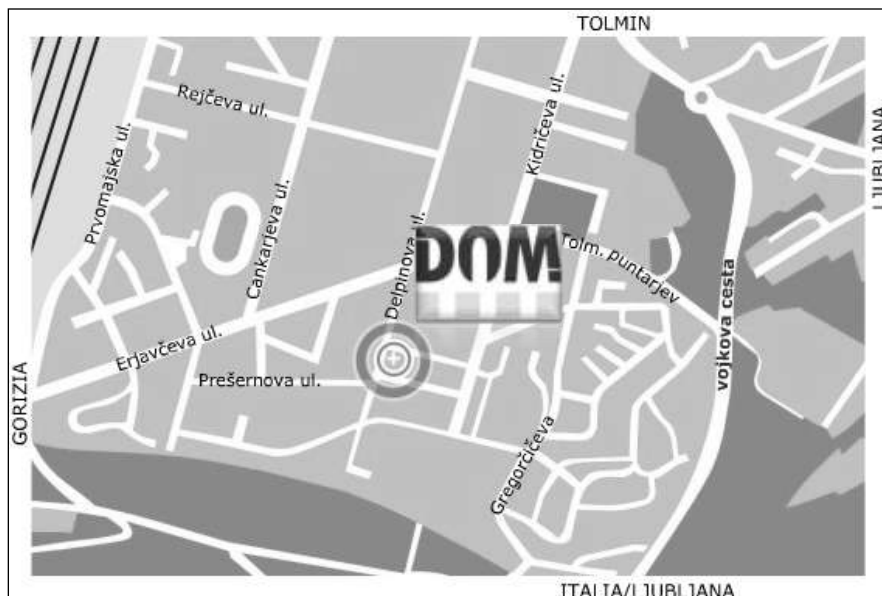 TOLMIN
Rejčeva ul.
Kidričeva ul.
LJUBLJANA
Prvomajska ul.
Cankarjeva ul.
Delpinova ul.
DOM
Tolm. puntarjev
vojkova cesta
Erjavčeva ul.
Prešernova ul.
GORIZIA
Gregorčičeva
ITALIA/LJUBLJANA